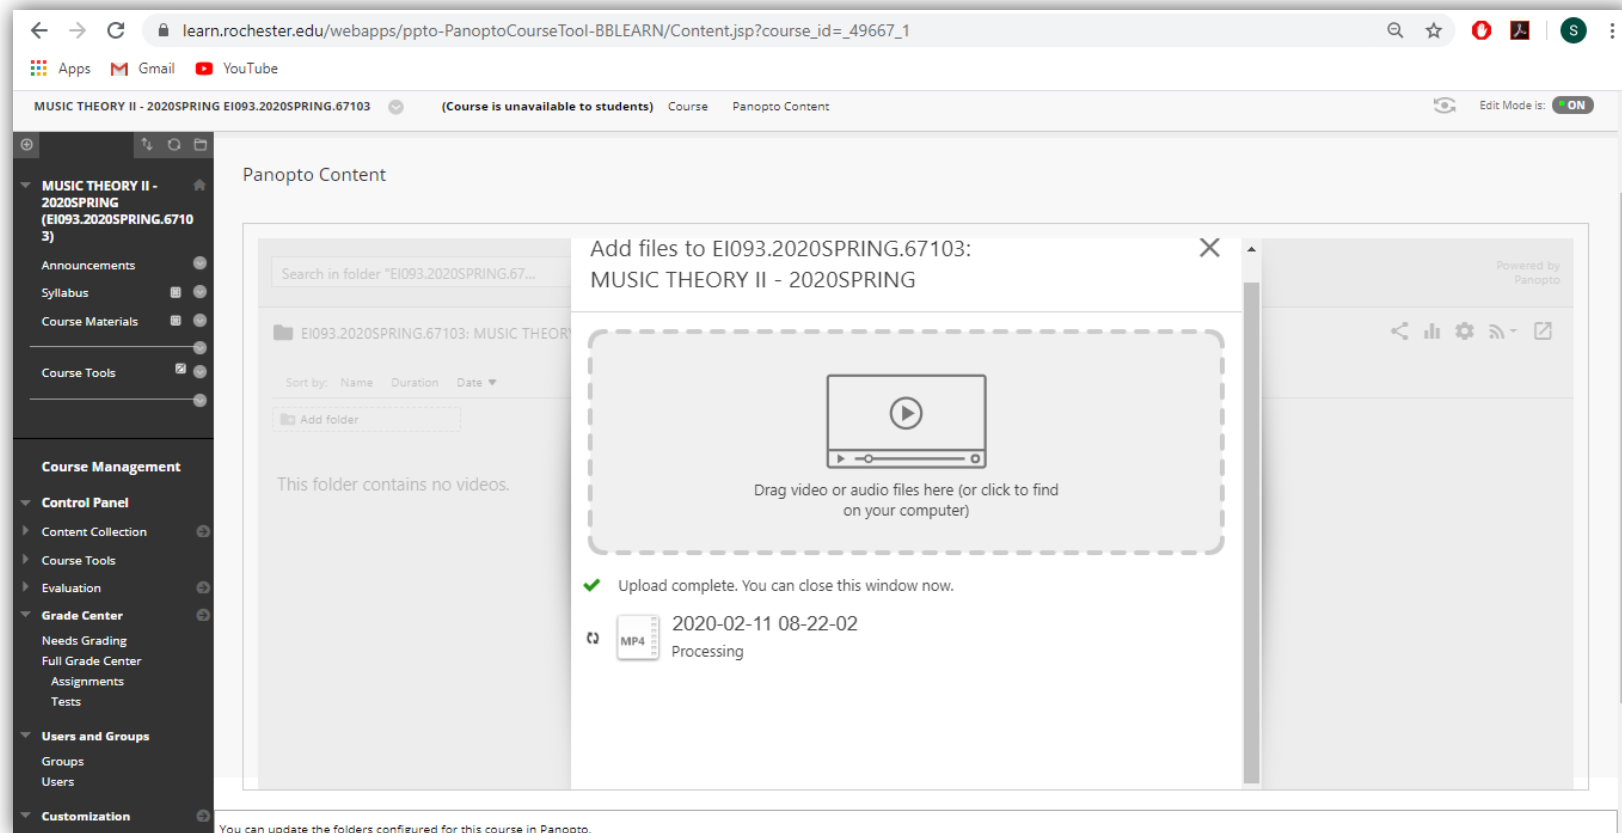 learn.rochester.edu/webapps/ppto-PanoptoCourseTool-BBLEARN/Content.jsp?course_id=_49667_1
S
Apps Gmail YouTube
MUSIC THEORY II - 2020SPRING EI093.2020SPRING.67103 (Course is unavailable to students) Course Panopto Content Edit Mode is: ON
MUSIC THEORY II -
2020SPRING
(EI093.2020SPRING.6710
3)
Announcements
Syllabus
Course Materials
Course Tools
Course Management
Control Panel
Content Collection
Course Tools
Evaluation
Grade Center
Needs Grading
Full Grade Center
Assignments
Tests
Users and Groups
Groups
Users
Customization
Panopto Content
Search in folder "EI093.2020SPRING.67...
Powered by
Panopto
EI093.2020SPRING.67103: MUSIC THEOR
Sort by: Name Duration Date ▼
Add folder
This folder contains no videos.
Add files to EI093.2020SPRING.67103:
MUSIC THEORY II - 2020SPRING
Drag video or audio files here (or click to find
on your computer)
Upload complete. You can close this window now.
MP4
2020-02-11 08-22-02
Processing
You can update the folders configured for this course in Panopto.